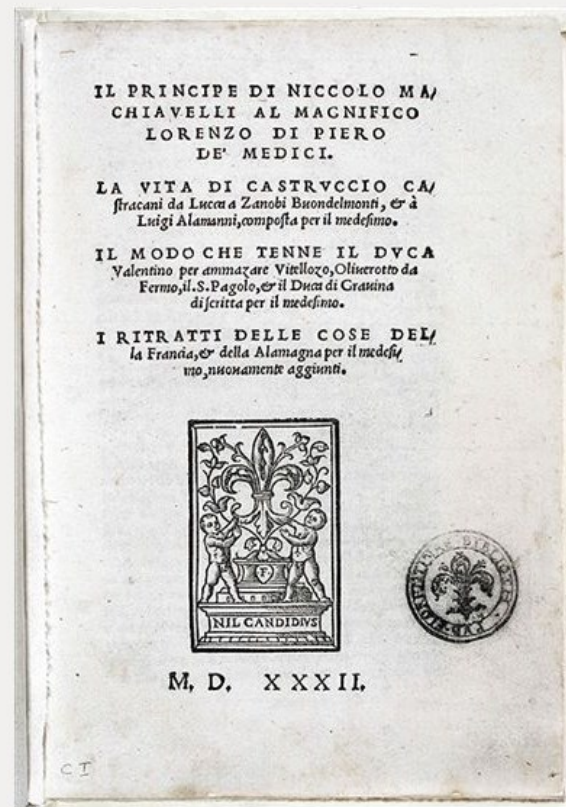 IL PRINCIPE DI NICCOLO MA/
CHIAVELLI AL MAGNIFICO
LORENZO DI PIERO
DE' MEDICI.
LA VITA DI CASTRVCCIO CA/
ſtracani da Lucca a Zanobi Buondelmonti, & à
Luigi Alamanni, compoſta per il medeſimo.
IL MODO CHE TENNE IL DVCA
Valentino per ammazare Vitellozo, Oliuerotto da
Fermo, il .S. Pagolo, & il Duca di Grauina
diſcritta per il medeſimo.
I RITRATTI DELLE COSE DEL/
la Francia, & della Alamagna per il medeſi/
mo, nuouamente aggiunti.
F.
NIL CANDIDIVS
M. D. XXXII.
C I